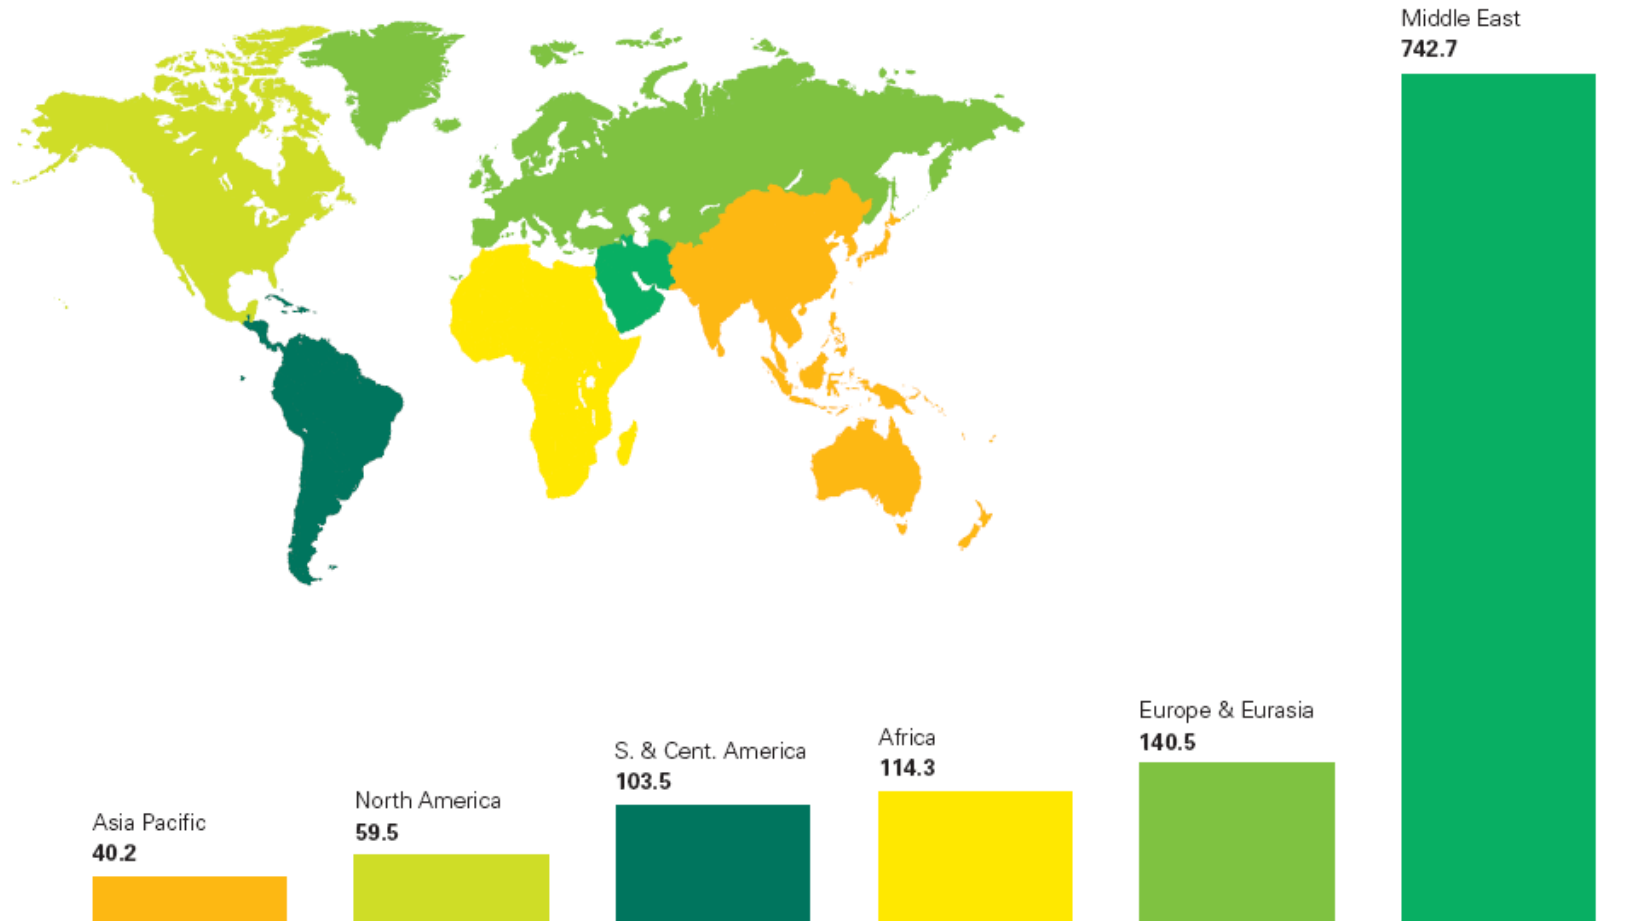 Middle East
742.7
Europe & Eurasia
140.5
Africa
114.3
S. & Cent. America
103.5
North America
59.5
Asia Pacific
40.2